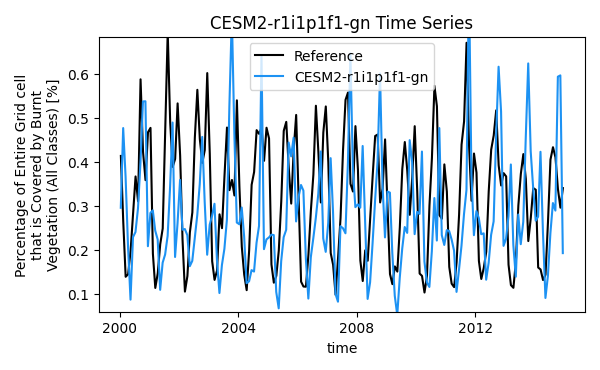 CESM2-r1i1p1f1-gn Time Series
Percentage of Entire Grid cell
that is Covered by Burnt
Vegetation (All Classes) [%]
Reference
CESM2-r1i1p1f1-gn
0.6
0.5
0.4
0.3
0.2
0.1
2000
2004
2008
2012
time